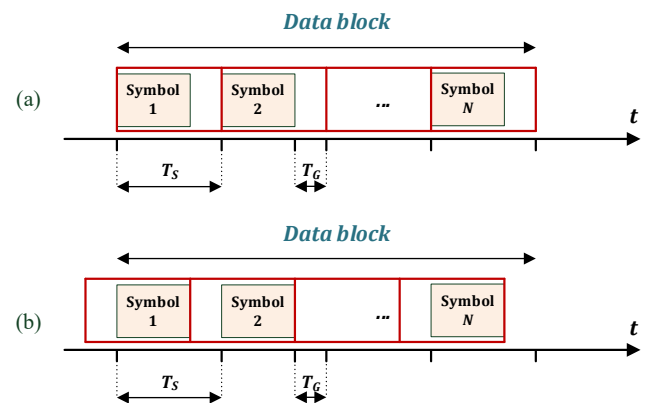 Data block
(a)
Symbol 1
Symbol 2
...
Symbol N
t
T_S
T_G
Data block
(b)
Symbol 1
Symbol 2
...
Symbol N
t
T_S
T_G